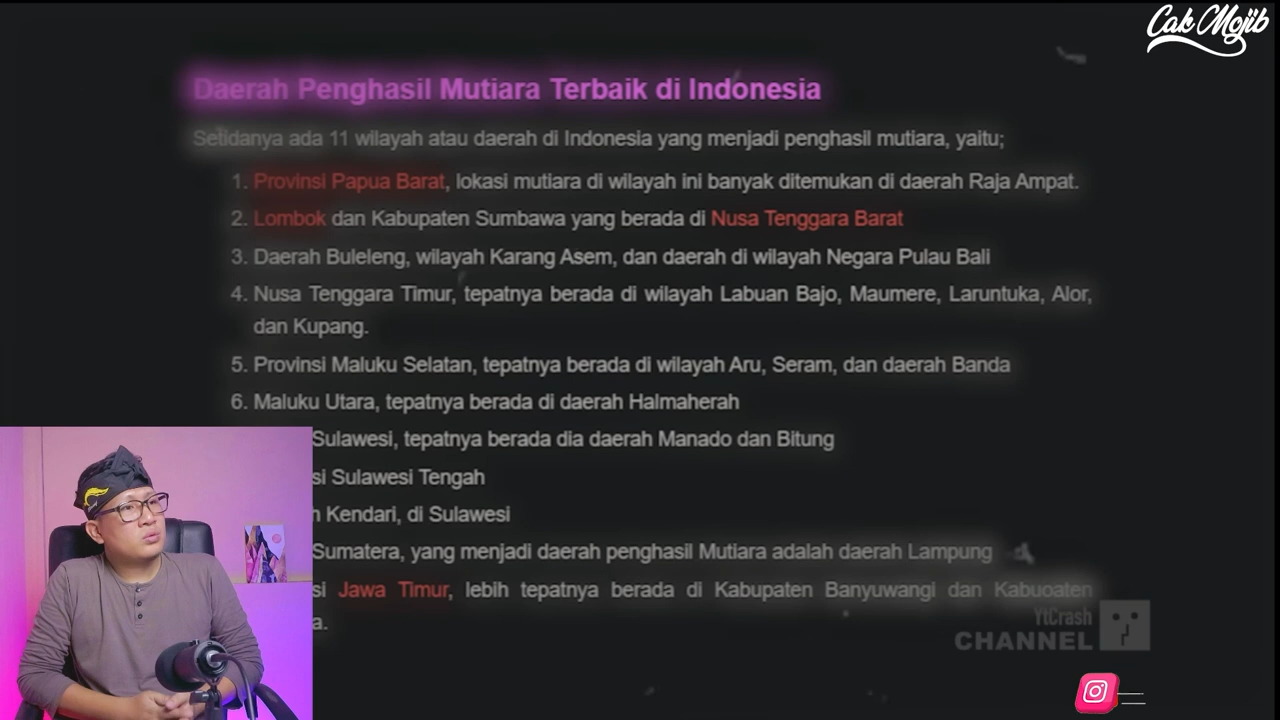 Cak Mojib
Daerah Penghasil Mutiara Terbaik di Indonesia
Setidanya ada 11 wilayah atau daerah di Indonesia yang menjadi penghasil mutiara, yaitu;
1. Provinsi Papua Barat, lokasi mutiara di wilayah ini banyak ditemukan di daerah Raja Ampat.
2. Lombok dan Kabupaten Sumbawa yang berada di Nusa Tenggara Barat
3. Daerah Buleleng, wilayah Karang Asem, dan daerah di wilayah Negara Pulau Bali
4. Nusa Tenggara Timur, tepatnya berada di wilayah Labuan Bajo, Maumere, Laruntuka, Alor,
dan Kupang.
5. Provinsi Maluku Selatan, tepatnya berada di wilayah Aru, Seram, dan daerah Banda
6. Maluku Utara, tepatnya berada di daerah Halmaherah
Sulawesi, tepatnya berada dia daerah Manado dan Bitung
si Sulawesi Tengah
h Kendari, di Sulawesi
Sumatera, yang menjadi daerah penghasil Mutiara adalah daerah Lampung
si Jawa Timur, lebih tepatnya berada di Kabupaten Banyuwangi dan Kabuoaten
a.
YtCrash
CHANNEL